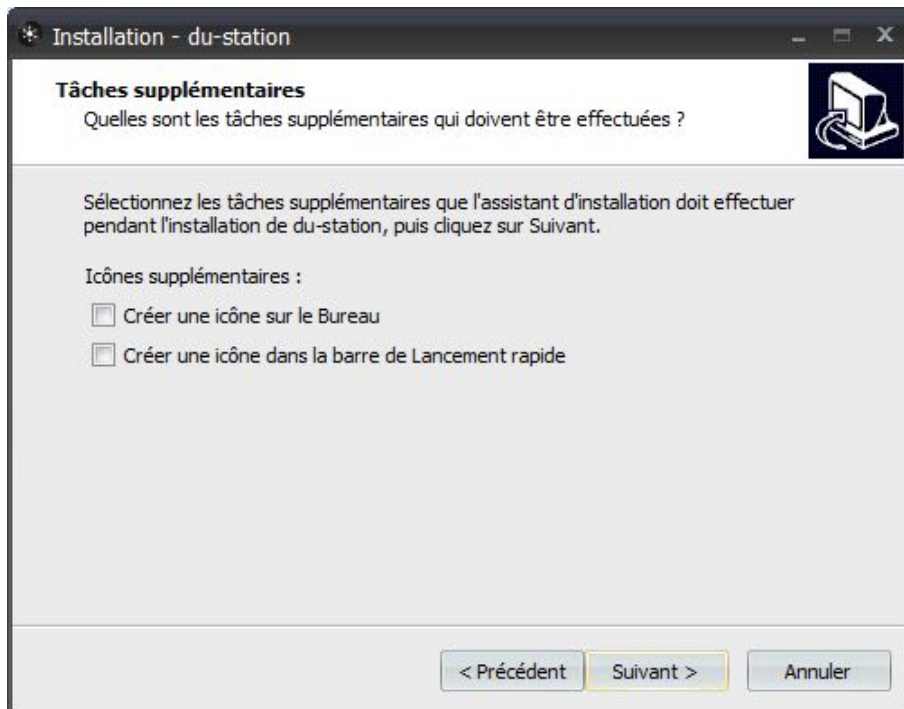 Installation - du-station
Tâches supplémentaires
Quelles sont les tâches supplémentaires qui doivent être effectuées ?
Sélectionnez les tâches supplémentaires que l'assistant d'installation doit effectuer
pendant l'installation de du-station, puis cliquez sur Suivant.
Icônes supplémentaires :
Créer une icône sur le Bureau
Créer une icône dans la barre de Lancement rapide
< Précédent Suivant > Annuler